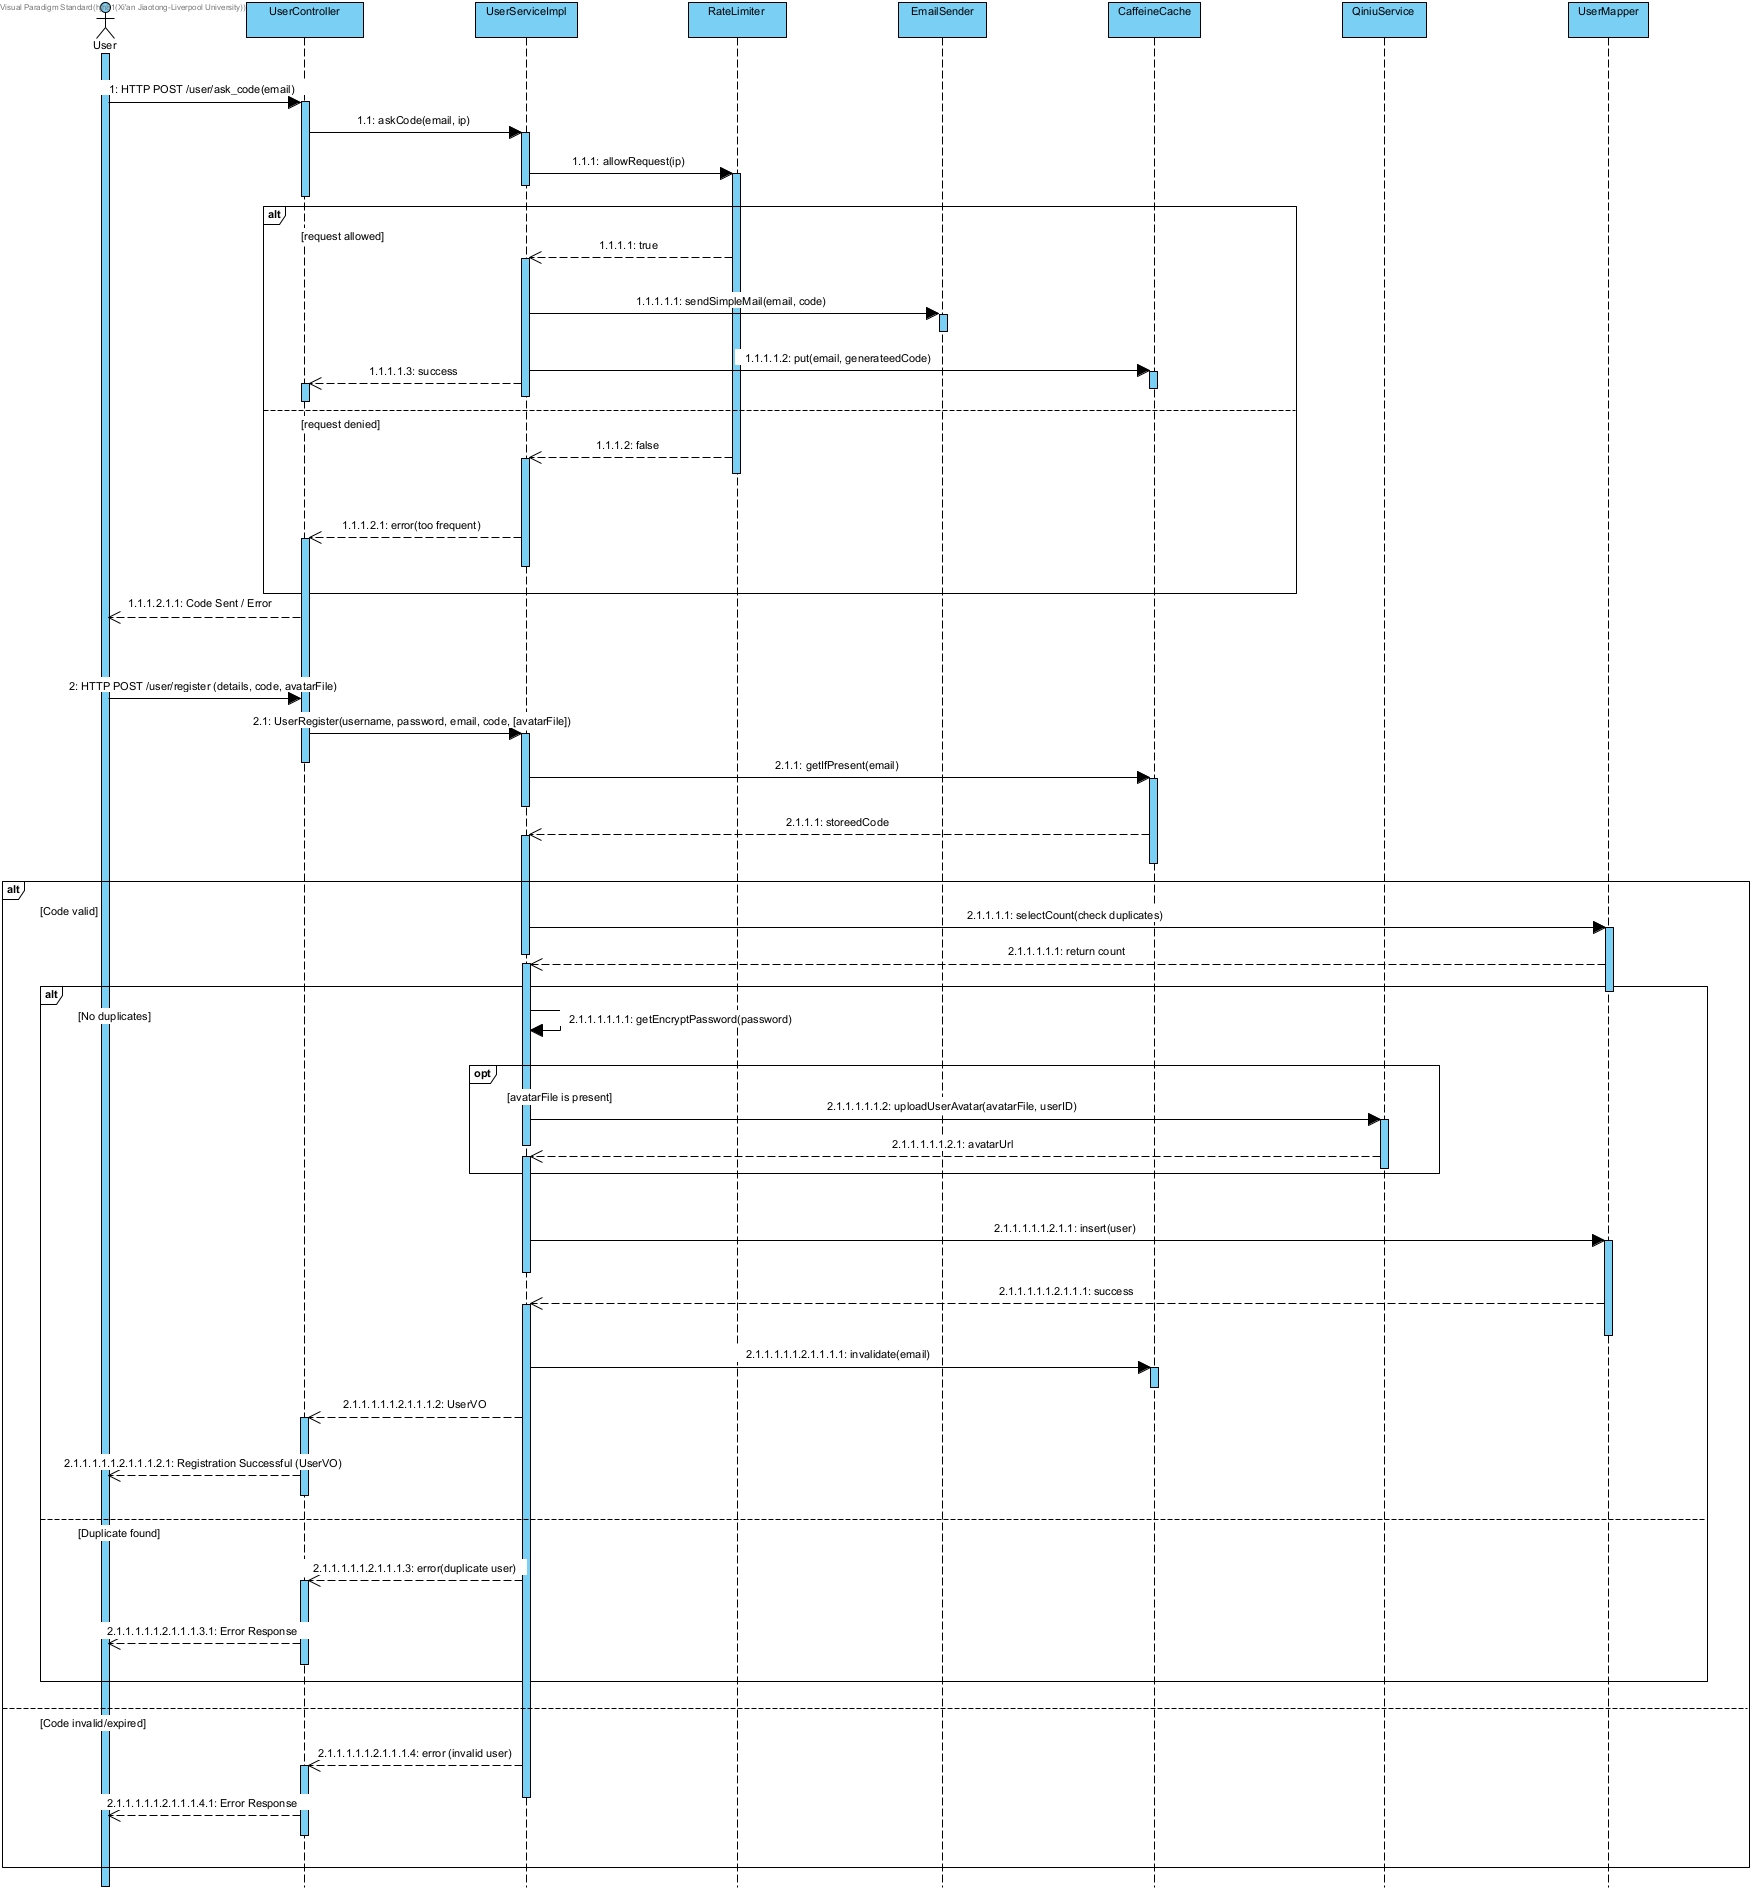 Visual Paradigm Standard(Xi'an Jiaotong-Liverpool University)
User
UserController
UserServiceImpl
RateLimiter
EmailSender
CaffeineCache
QiniuService
UserMapper
1: HTTP POST /user/ask_code(email)
1.1: askCode(email, ip)
1.1.1: allowRequest(ip)
alt
[request allowed]
1.1.1.1: true
1.1.1.1.1: sendSimpleMail(email, code)
1.1.1.1.2: put(email, generateedCode)
1.1.1.1.3: success
[request denied]
1.1.1.2: false
1.1.1.2.1: error(too frequent)
1.1.1.2.1.1: Code Sent / Error
2: HTTP POST /user/register (details, code, avatarFile)
2.1: UserRegister(username, password, email, code, [avatarFile])
2.1.1: getIfPresent(email)
2.1.1.1: storeedCode
alt
[Code valid]
2.1.1.1.1: selectCount(check duplicates)
2.1.1.1.1.1: return count
alt
[No duplicates]
2.1.1.1.1.1.1: getEncryptPassword(password)
opt
[avatarFile is present]
2.1.1.1.1.1.2: uploadUserAvatar(avatarFile, userID)
2.1.1.1.1.1.2.1: avatarUrl
2.1.1.1.1.1.2.1.1: insert(user)
2.1.1.1.1.1.2.1.1.1: success
2.1.1.1.1.1.2.1.1.1.1: invalidate(email)
2.1.1.1.1.1.2.1.1.1.2: UserVO
2.1.1.1.1.1.2.1.1.1.2.1: Registration Successful (UserVO)
[Duplicate found]
2.1.1.1.1.1.2.1.1.1.3: error(duplicate user)
2.1.1.1.1.1.2.1.1.1.3.1: Error Response
[Code invalid/expired]
2.1.1.1.1.1.2.1.1.1.4: error (invalid user)
2.1.1.1.1.1.2.1.1.1.4.1: Error Response